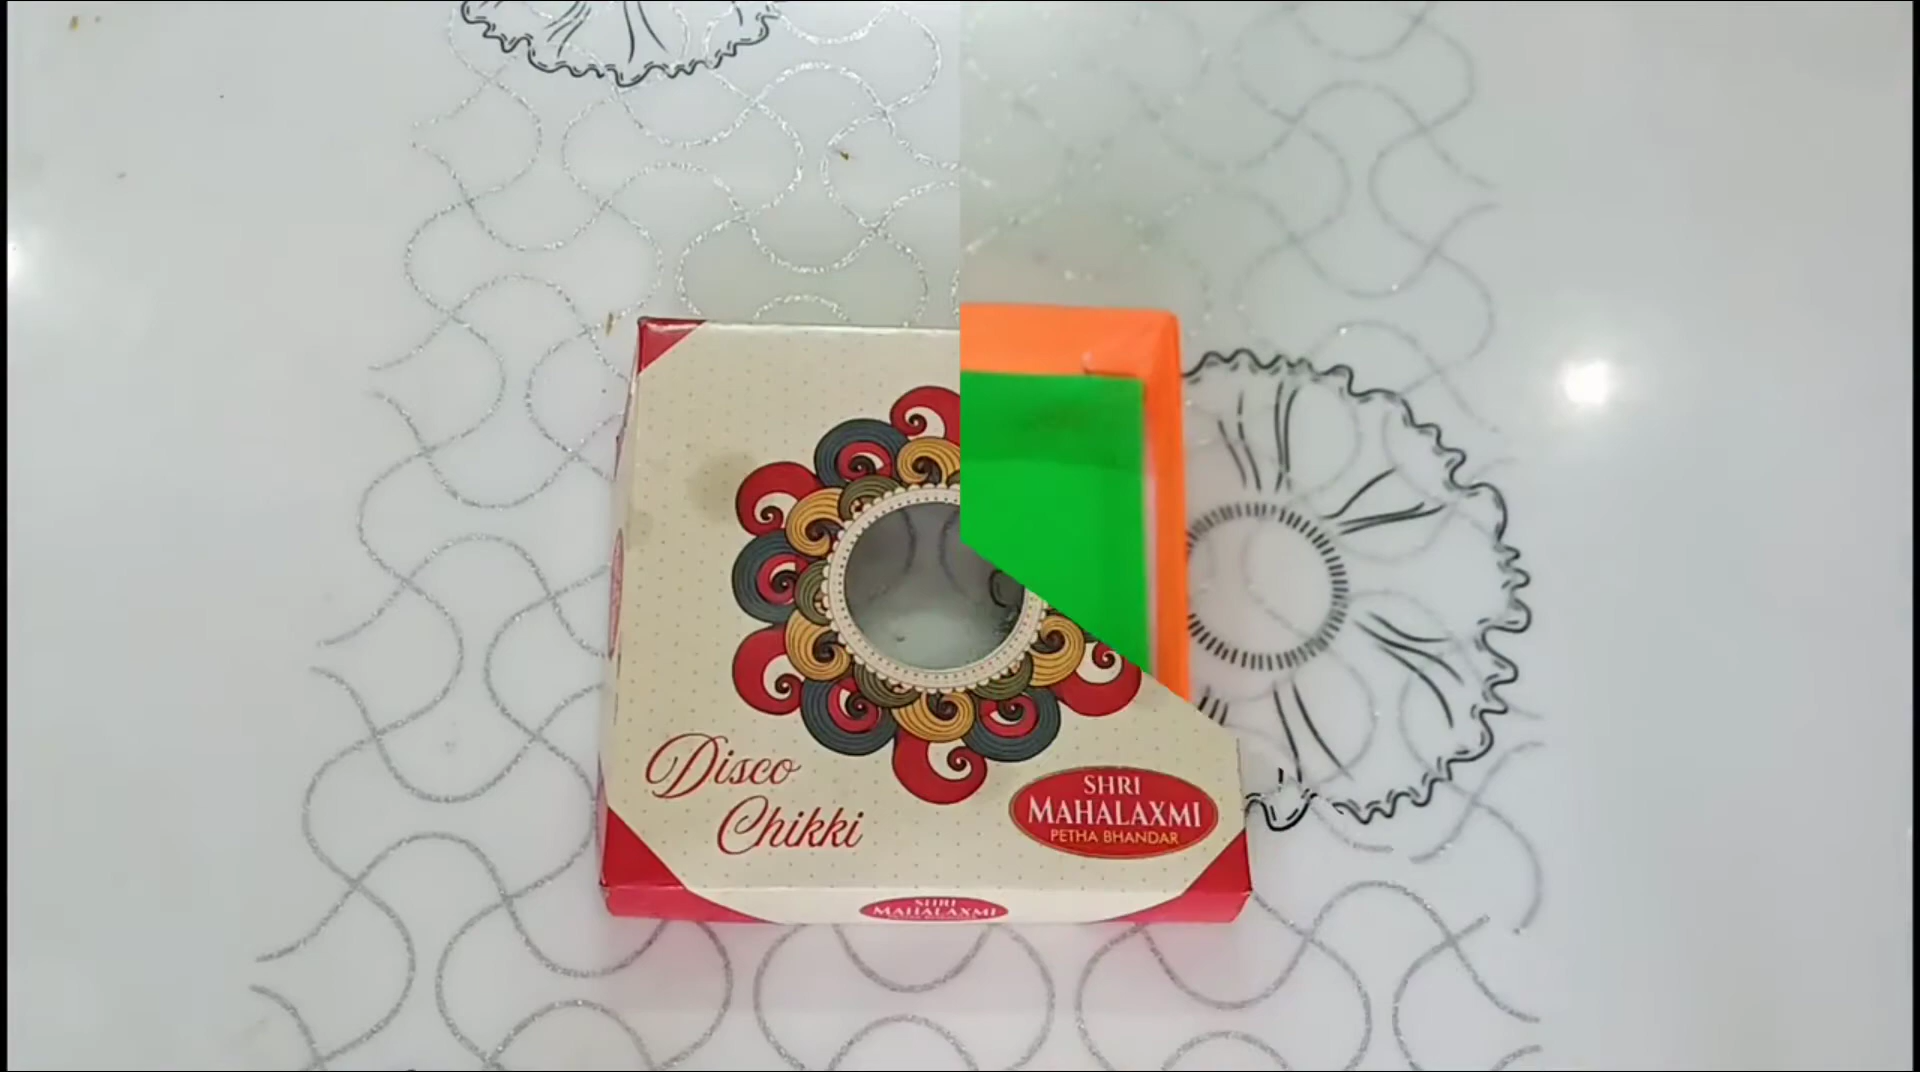 Disco
Chikki
SHRI
MAHALAXMI
PETHA BHANDAR
SHRI
MAHALAXMI